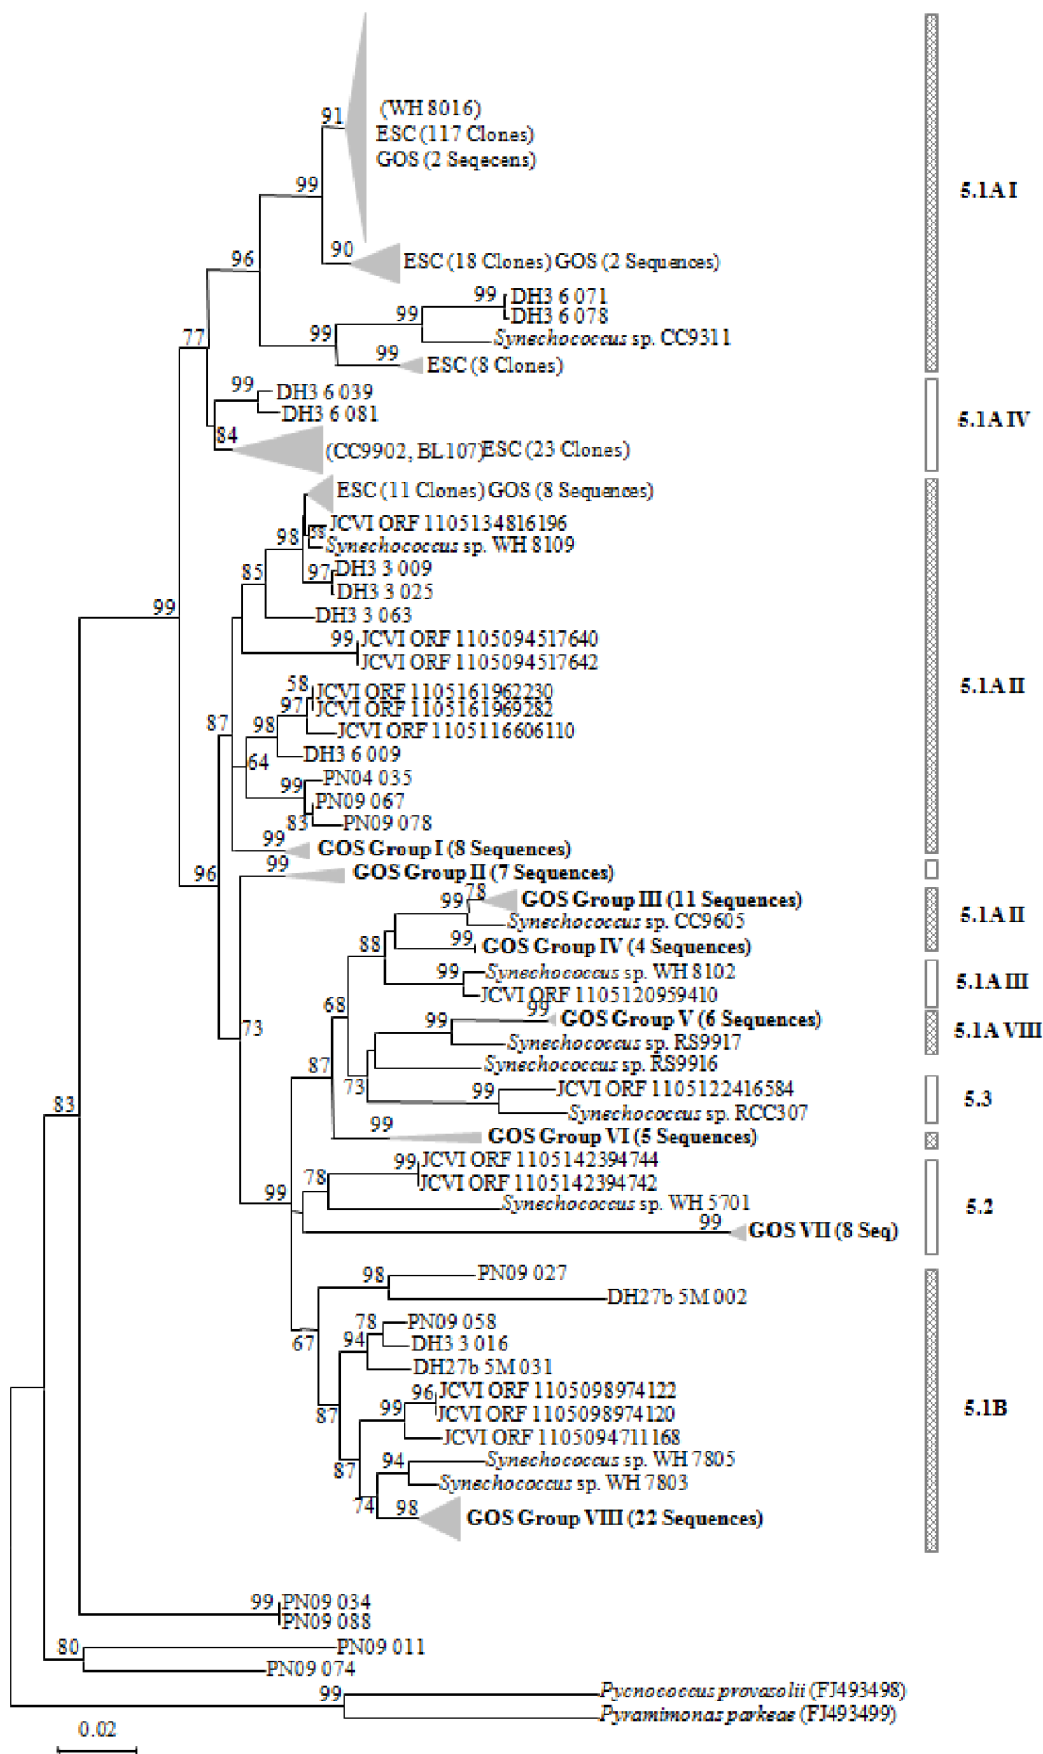 91
(WH 8016)
ESC (117 Clones)
GOS (2 Seqecens)
99
5.1A I
96
90
ESC (18 Clones) GOS (2 Sequences)
99
DH3 6 071
99
DH3 6 078
99
Synechococcus sp. CC9311
77
99
ESC (8 Clones)
99
DH3 6 039
DH3 6 081
5.1A IV
84
(CC9902, BL107) ESC (23 Clones)
ESC (11 Clones) GOS (8 Sequences)
JCVI ORF 1105134816196
98
58
Synechococcus sp. WH 8109
85
97
DH3 3 009
DH3 3 025
99
DH3 3 063
99
JCVI ORF 1105094517640
JCVI ORF 1105094517642
58
JCVI ORF 1105161962230
5.1A II
97
JCVI ORF 1105161969282
87
98
JCVI ORF 1105116606110
DH3 6 009
64
PN04 035
99
PN09 067
83
PN09 078
99
GOS Group I (8 Sequences)
96
99
GOS Group II (7 Sequences)
99
78
GOS Group III (11 Sequences)
Synechococcus sp. CC9605
5.1A II
88
99
GOS Group IV (4 Sequences)
99
Synechococcus sp. WH 8102
JCVI ORF 1105120959410
5.1A III
68
99
99
GOS Group V (6 Sequences)
73
Synechococcus sp. RS9917
5.1A VIII
87
Synechococcus sp. RS9916
73
99
JCVI ORF 1105122416584
Synechococcus sp. RCC307
5.3
83
99
GOS Group VI (5 Sequences)
99
JCVI ORF 1105142394744
78
JCVI ORF 1105142394742
99
Synechococcus sp. WH 5701
5.2
99
GOS VII (8 Seq)
98
PN09 027
DH27b 5M 002
78
PN09 058
67
94
DH3 3 016
DH27b 5M 031
96
JCVI ORF 1105098974122
87
99
JCVI ORF 1105098974120
5.1B
JCVI ORF 1105094711168
94
Synechococcus sp. WH 7805
87
Synechococcus sp. WH 7803
74
98
GOS Group VIII (22 Sequences)
99
PN09 034
PN09 088
80
PN09 011
PN09 074
99
Pycnococcus provasolii (FJ493498)
Pyramimonas parkeae (FJ493499)
0.02